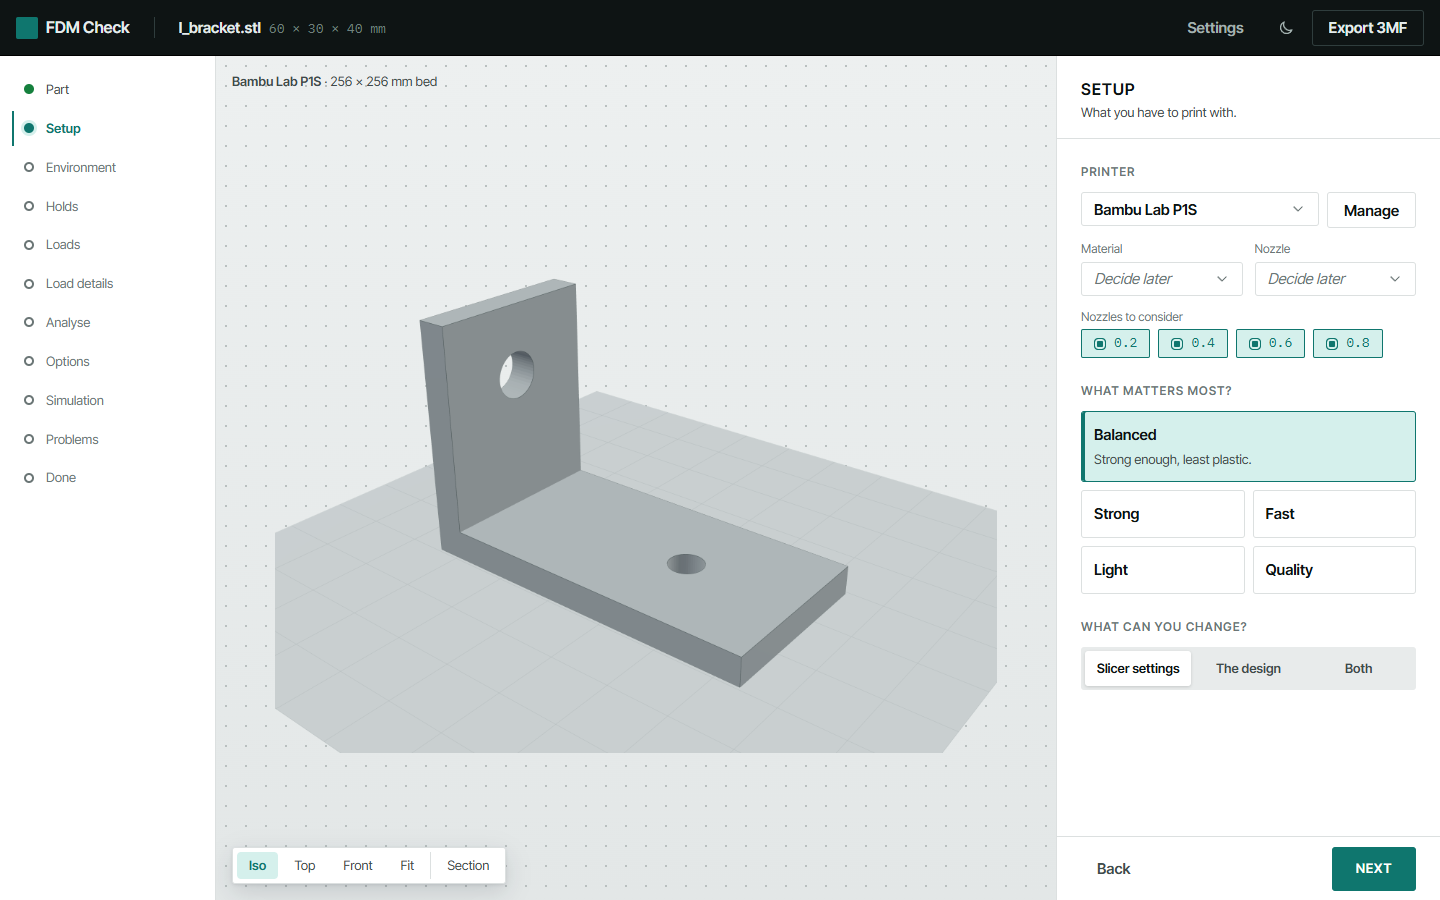 FDM Check
l_bracket.stl 60 × 30 × 40 mm
Settings
Export 3MF
Part
Setup
Environment
Holds
Loads
Load details
Analyse
Options
Simulation
Problems
Done
Bambu Lab P1S · 256 × 256 mm bed
Iso Top Front Fit Section
SETUP
What you have to print with.
PRINTER
Bambu Lab P1S
Manage
Material Nozzle
Decide later Decide later
Nozzles to consider
0.2 0.4 0.6 0.8
WHAT MATTERS MOST?
Balanced
Strong enough, least plastic.
Strong Fast
Light Quality
WHAT CAN YOU CHANGE?
Slicer settings The design Both
Back NEXT